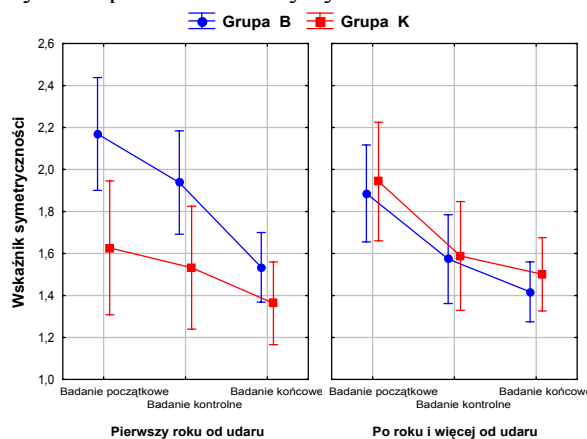 Grupa B Grupa K
Wskaźnik symetryczności
2,6
2,4
2,2
2,0
1,8
1,6
1,4
1,2
1,0
Badanie początkowe Badanie końcowe
Badanie kontrolne
Pierwszy roku od udaru
Badanie początkowe Badanie końcowe
Badanie kontrolne
Po roku i więcej od udaru